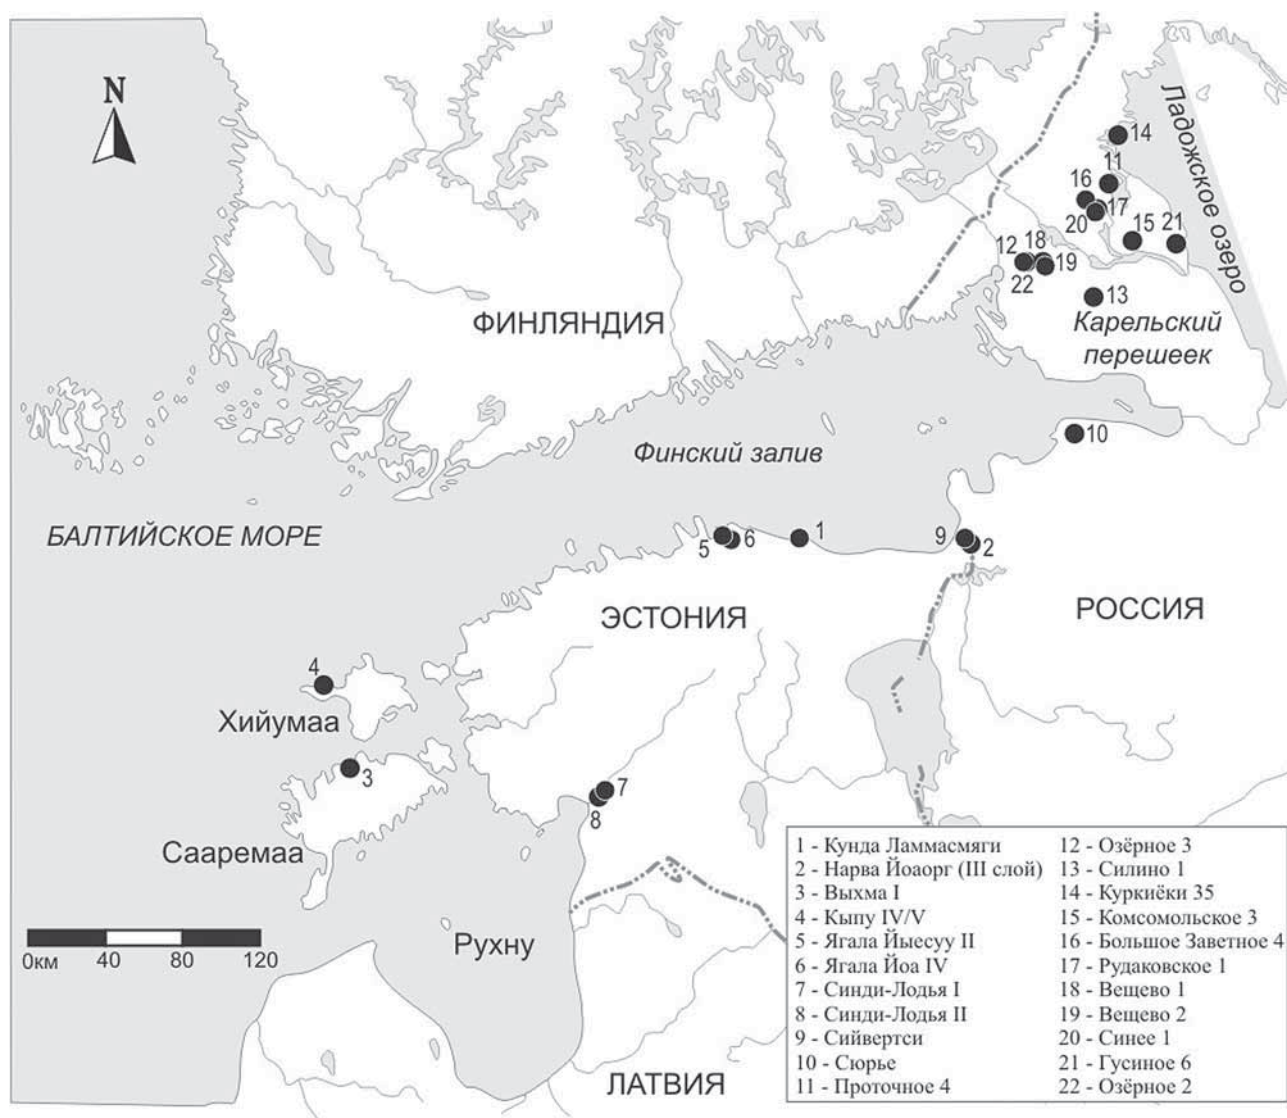 N
Ладожское озеро
14
11
16
17
20
15
21
12
18
19
22
13
ФИНЛЯНДИЯ
Карельский
перешеек
10
Финский залив
БАЛТИЙСКОЕ МОРЕ
5
6
1
9
2
ЭСТОНИЯ
РОССИЯ
4
Хийумаа
3
7
8
Сааремаа
Рухну
0км 40 80 120
ЛАТВИЯ
1 - Кунда Ламмасмяги
2 - Нарва Йоаорг (III слой)
3 - Выхма I
4 - Кыпу IV/V
5 - Ягала Йыесуу II
6 - Ягала Йоа IV
7 - Синди-Лодья I
8 - Синди-Лодья II
9 - Сийвертси
10 - Сюрье
11 - Проточное 4
12 - Озёрное 3
13 - Силино 1
14 - Куркиёки 35
15 - Комсомольское 3
16 - Большое Заветное 4
17 - Рудаковское 1
18 - Вещево 1
19 - Вещево 2
20 - Синее 1
21 - Гусиное 6
22 - Озёрное 2